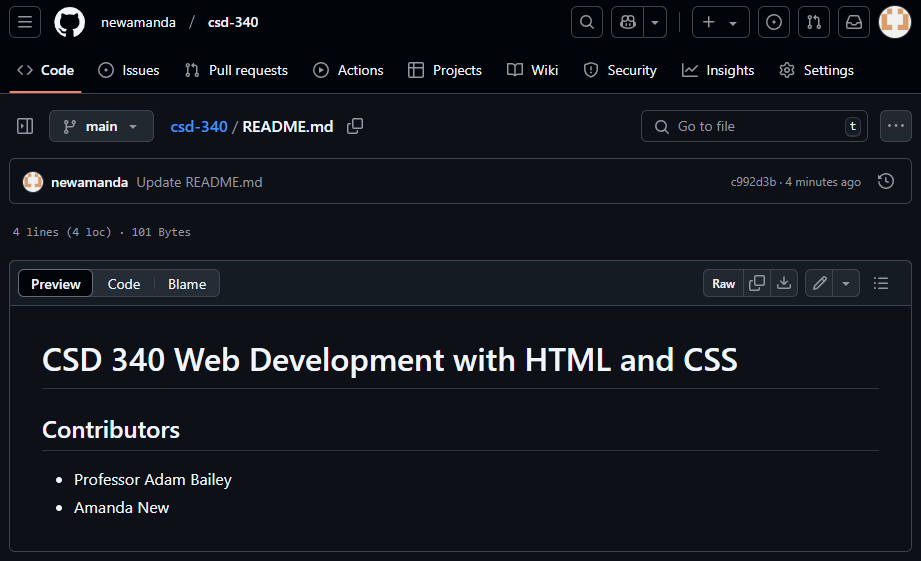 newamanda / csd-340
Code Issues Pull requests Actions Projects Wiki Security Insights Settings
main csd-340 / README.md Go to file t
newamanda Update README.md c992d3b · 4 minutes ago
4 lines (4 loc) · 101 Bytes
Preview Code Blame Raw
CSD 340 Web Development with HTML and CSS
Contributors
• Professor Adam Bailey
• Amanda New